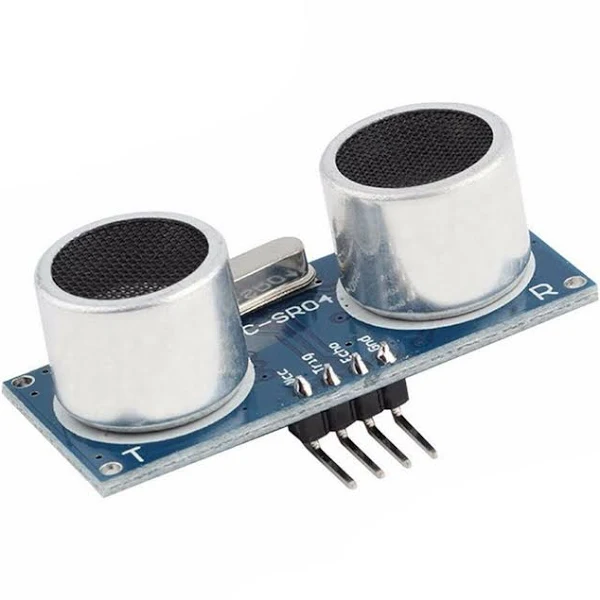 C-SR04
Vcc
Trig
Echo
Gnd
T
R